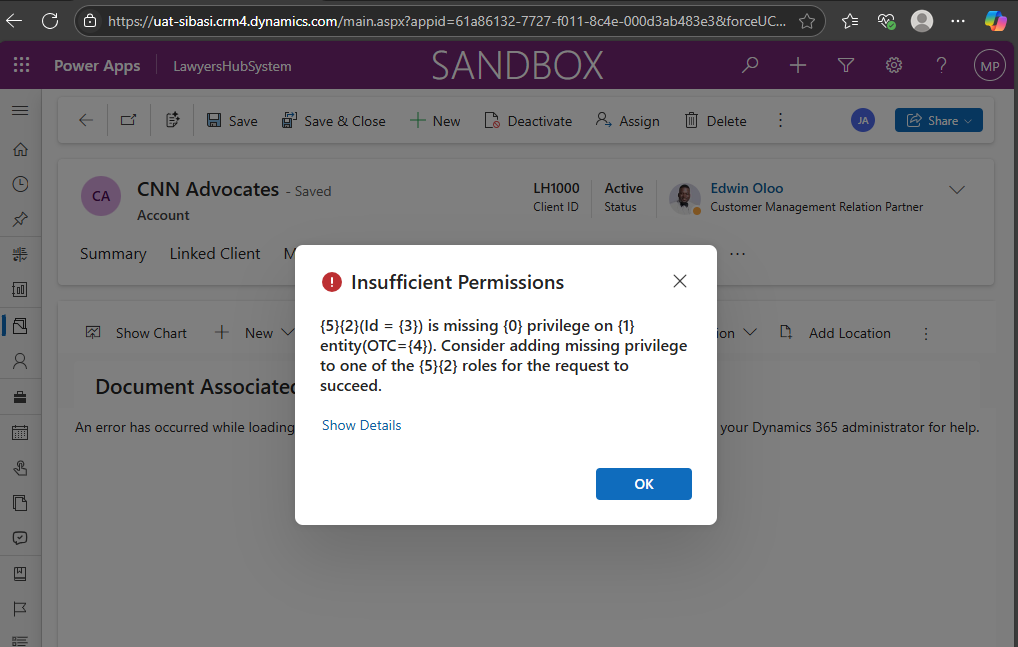 https://uat-sibasi.crm4.dynamics.com/main.aspx?appid=61a86132-7727-f011-8c4e-000d3ab483e3&forceUC...
Power Apps LawyersHubSystem SANDBOX MP
Save Save & Close New Deactivate Assign Delete JA Share
CA CNN Advocates - Saved
Account
LH1000
Client ID
Active
Status
Edwin Oloo
Customer Management Relation Partner
Summary Linked Client M ...
Insufficient Permissions
{5}{2}(Id = {3}) is missing {0} privilege on {1}
entity(OTC={4}). Consider adding missing privilege
to one of the {5}{2} roles for the request to
succeed.
Show Details
OK
Show Chart New ion Add Location
Document Associated
An error has occurred while loading your Dynamics 365 administrator for help.